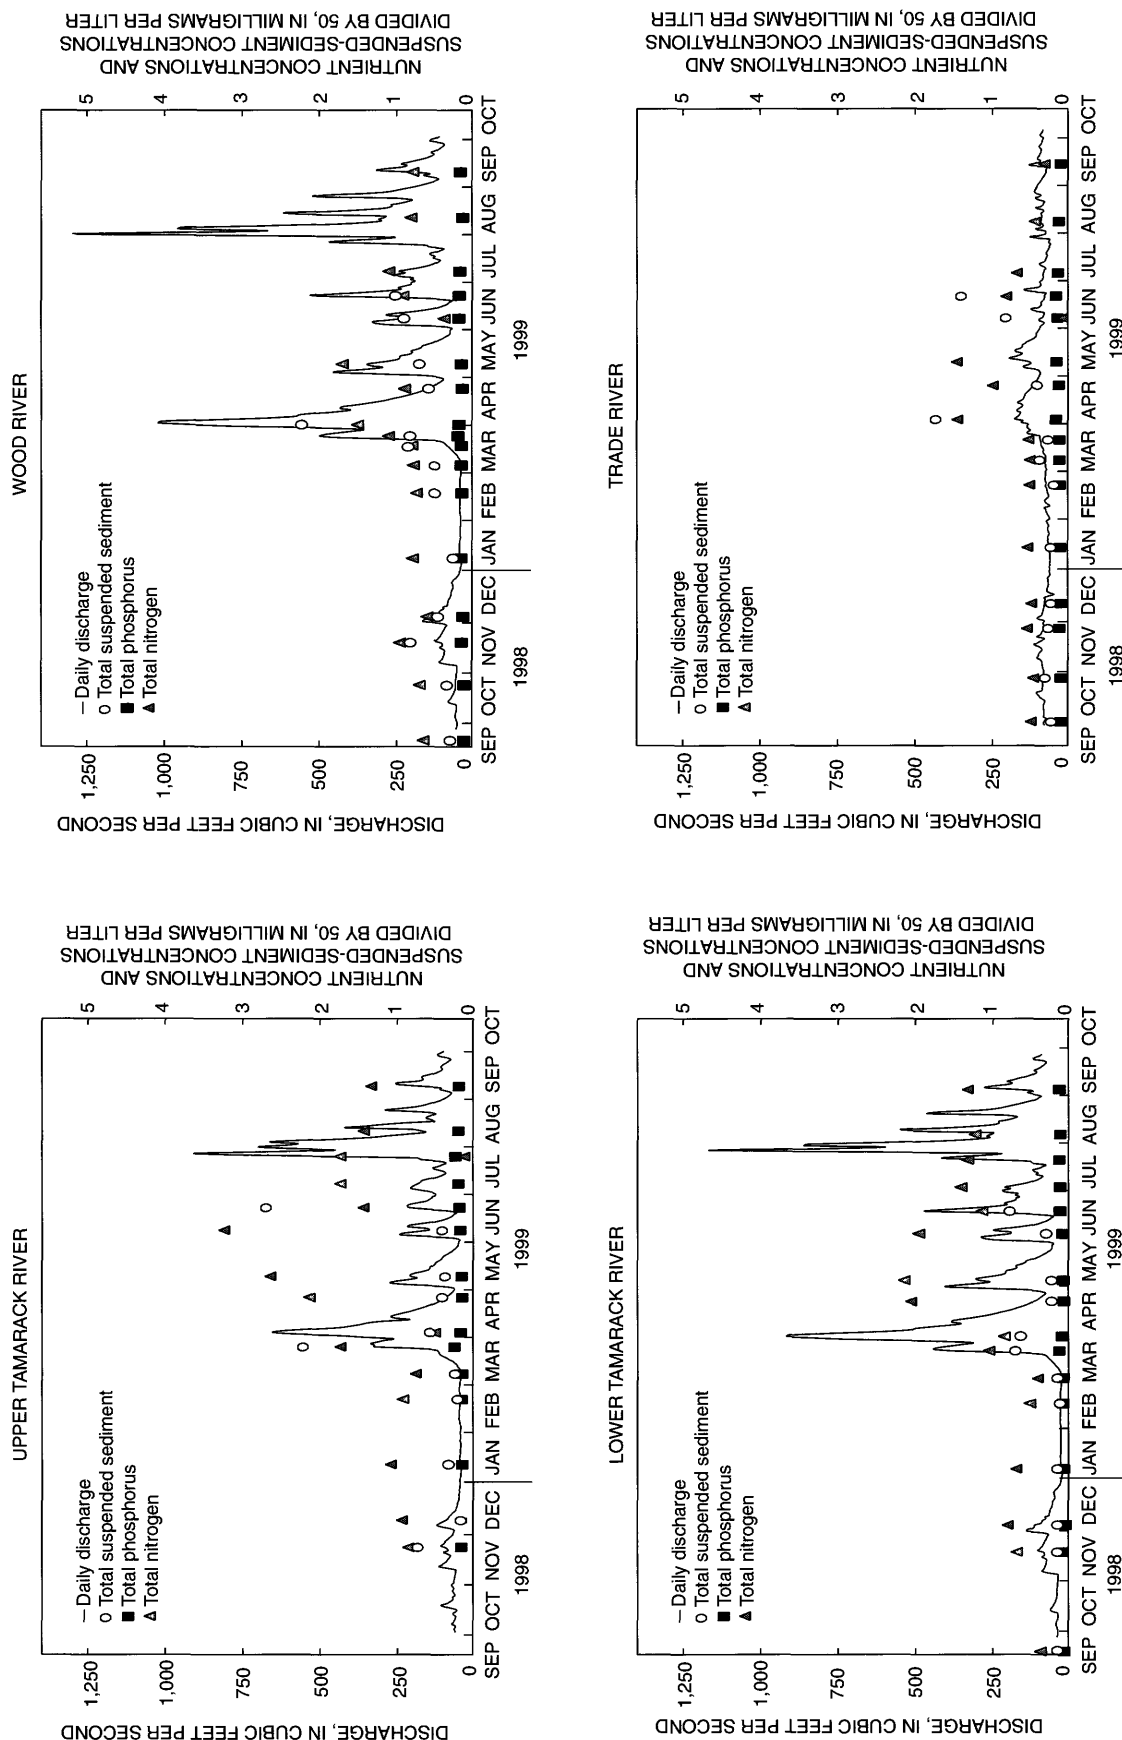 UPPER TAMARACK RIVER
DISCHARGE, IN CUBIC FEET PER SECOND
1,250
1,000
750
500
250
0
— Daily discharge
Total suspended sediment
Total phosphorus
Total nitrogen
5
4
3
2
1
0
NUTRIENT CONCENTRATIONS AND
SUSPENDED-SEDIMENT CONCENTRATIONS
DIVIDED BY 50, IN MILLIGRAMS PER LITER
SEP OCT NOV DEC JAN FEB MAR APR MAY JUN JUL AUG SEP OCT
1998 1999
WOOD RIVER
DISCHARGE, IN CUBIC FEET PER SECOND
1,250
1,000
750
500
250
0
— Daily discharge
Total suspended sediment
Total phosphorus
Total nitrogen
5
4
3
2
1
0
NUTRIENT CONCENTRATIONS AND
SUSPENDED-SEDIMENT CONCENTRATIONS
DIVIDED BY 50, IN MILLIGRAMS PER LITER
SEP OCT NOV DEC JAN FEB MAR APR MAY JUN JUL AUG SEP OCT
1998 1999
LOWER TAMARACK RIVER
DISCHARGE, IN CUBIC FEET PER SECOND
1,250
1,000
750
500
250
0
— Daily discharge
Total suspended sediment
Total phosphorus
Total nitrogen
5
4
3
2
1
0
NUTRIENT CONCENTRATIONS AND
SUSPENDED-SEDIMENT CONCENTRATIONS
DIVIDED BY 50, IN MILLIGRAMS PER LITER
SEP OCT NOV DEC JAN FEB MAR APR MAY JUN JUL AUG SEP OCT
1998 1999
TRADE RIVER
DISCHARGE, IN CUBIC FEET PER SECOND
1,250
1,000
750
500
250
0
— Daily discharge
Total suspended sediment
Total phosphorus
Total nitrogen
5
4
3
2
1
0
NUTRIENT CONCENTRATIONS AND
SUSPENDED-SEDIMENT CONCENTRATIONS
DIVIDED BY 50, IN MILLIGRAMS PER LITER
SEP OCT NOV DEC JAN FEB MAR APR MAY JUN JUL AUG SEP OCT
1998 1999